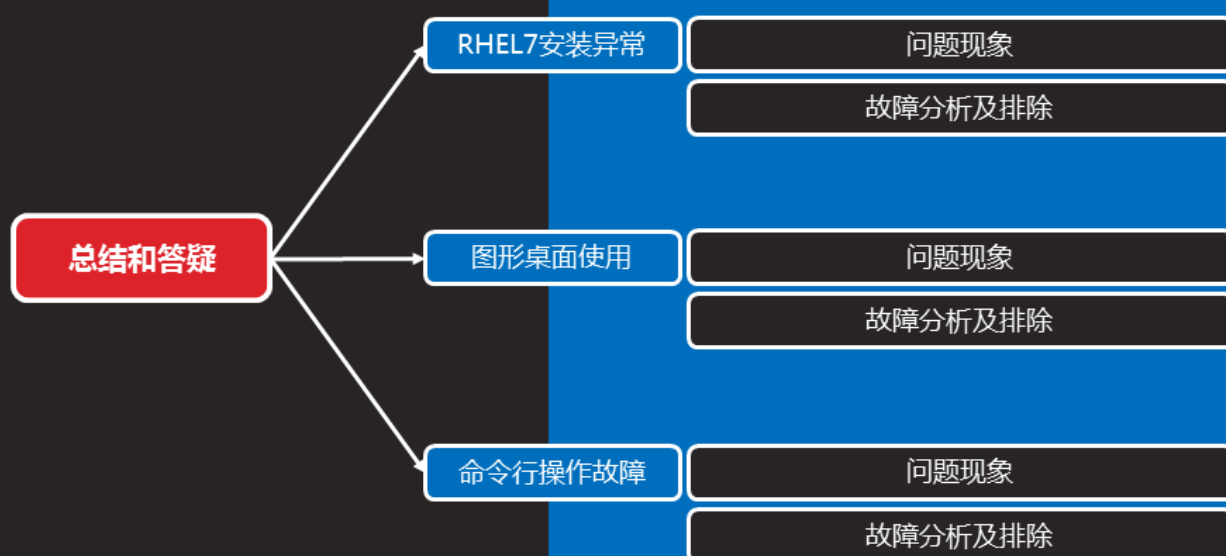 总结和答疑
RHEL7安装异常
问题现象
故障分析及排除
图形桌面使用
问题现象
故障分析及排除
命令行操作故障
问题现象
故障分析及排除